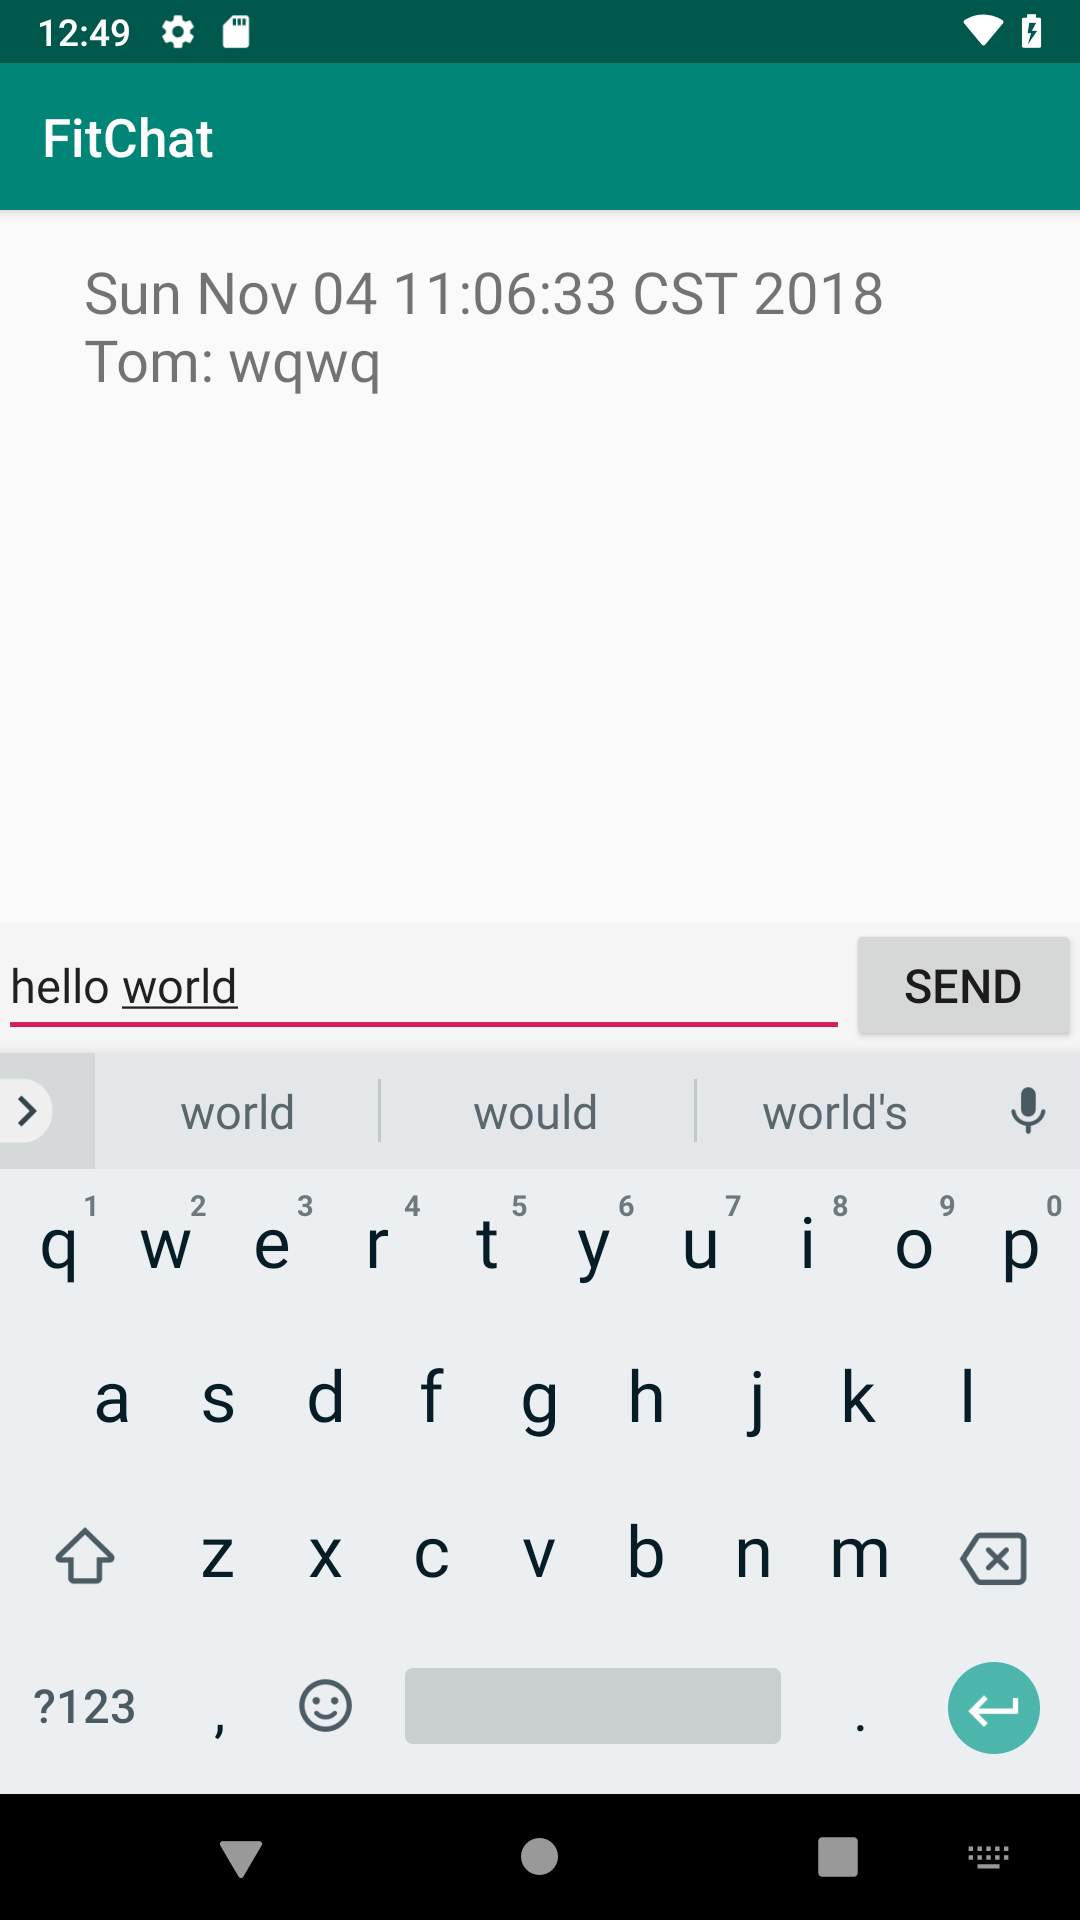 12:49
FitChat
Sun Nov 04 11:06:33 CST 2018
Tom: wqwq
hello world
SEND
world would world's
1 2 3 4 5 6 7 8 9 0
q w e r t y u i o p
a s d f g h j k l
z x c v b n m
?123 , .